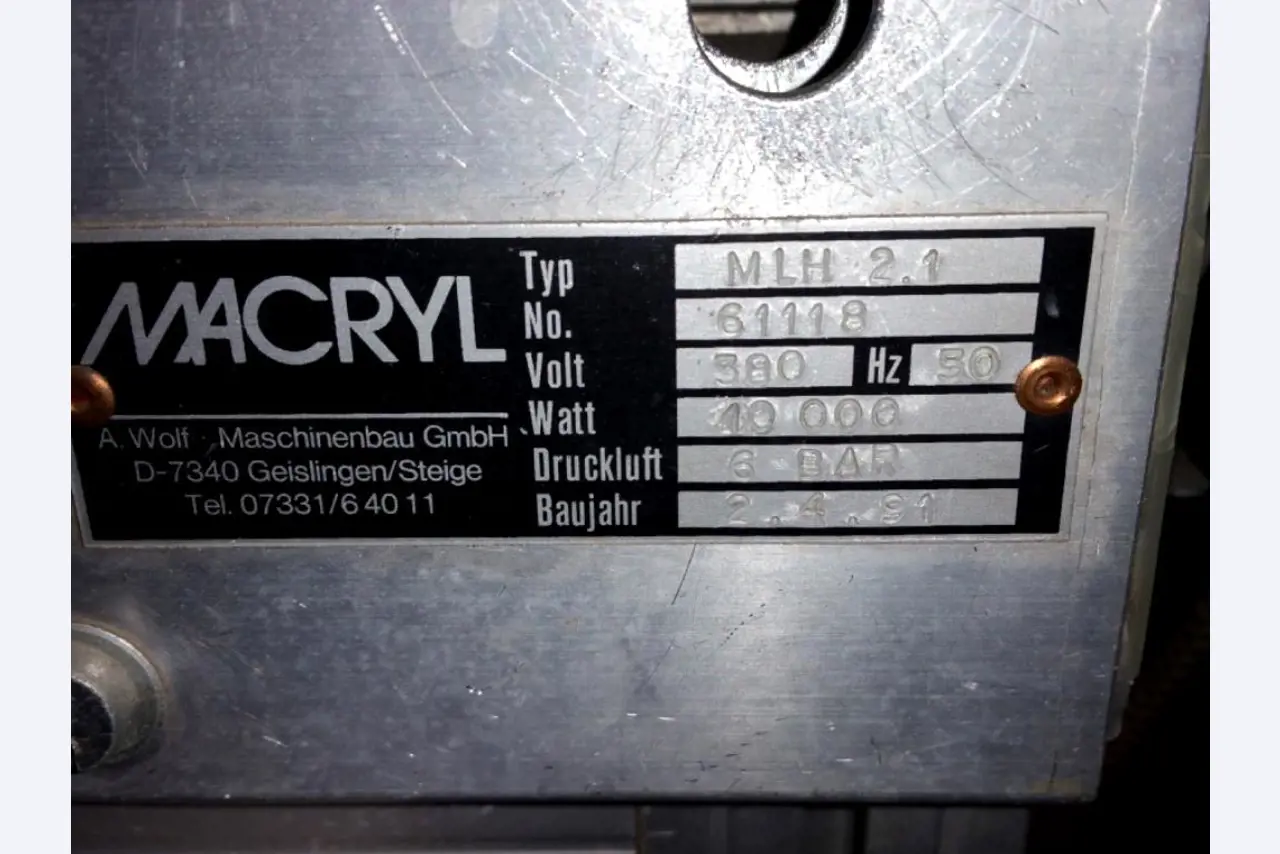 MACRYL
A. Wolf Maschinenbau GmbH
D-7340 Geislingen/Steige
Tel. 07331/6 40 11
Typ MLH 2.1
No. 61118
Volt 380 Hz 50
Watt 10 000
Druckluft 6 BAR
Baujahr 2.4.91